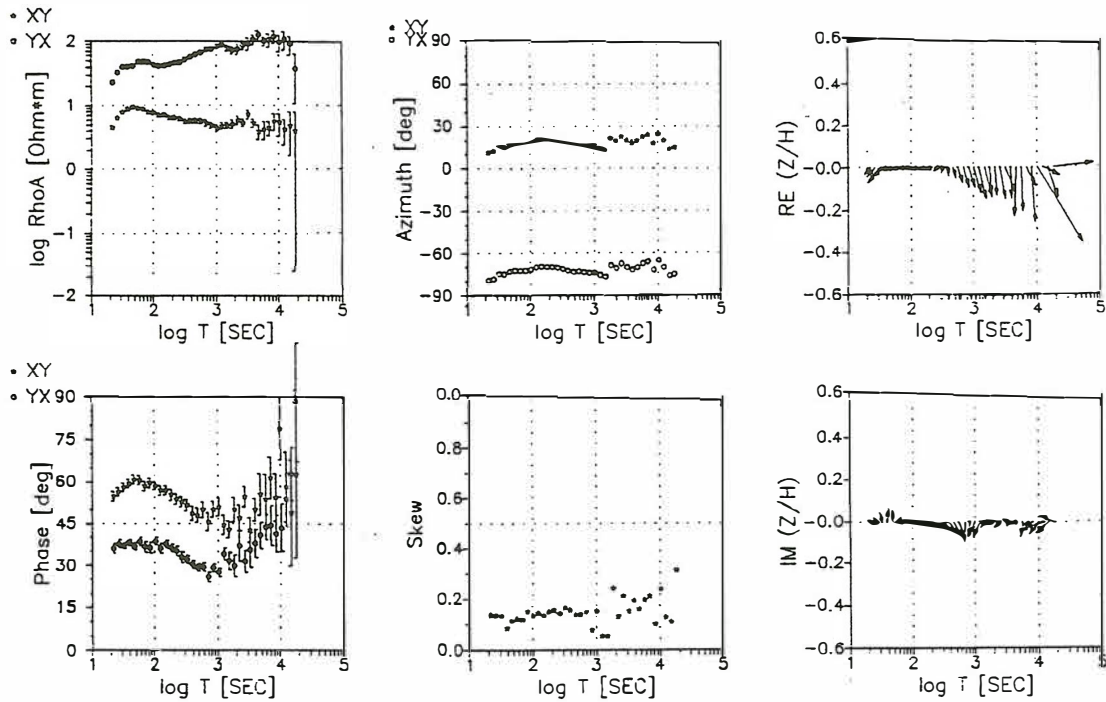 • XY
o YX
2
1
0
−1
−2
log RhoA [Ohm*m]
1 2 3 4 5
log T [SEC]
• XY
o YX
90
60
30
0
−30
−60
−90
Azimuth [deg]
1 2 3 4 5
log T [SEC]
0.6
0.4
0.2
−0.0
−0.2
−0.4
−0.6
RE (Z/H)
1 2 3 4 5
log T [SEC]
• XY
o YX
90
75
60
45
30
15
0
Phase [deg]
1 2 3 4 5
log T [SEC]
0.0
0.8
0.6
0.4
0.2
0.0
Skew
1 2 3 4 5
log T [SEC]
0.6
0.4
0.2
−0.0
−0.2
−0.4
−0.6
IM (Z/H)
1 2 3 4 5
log T [SEC]